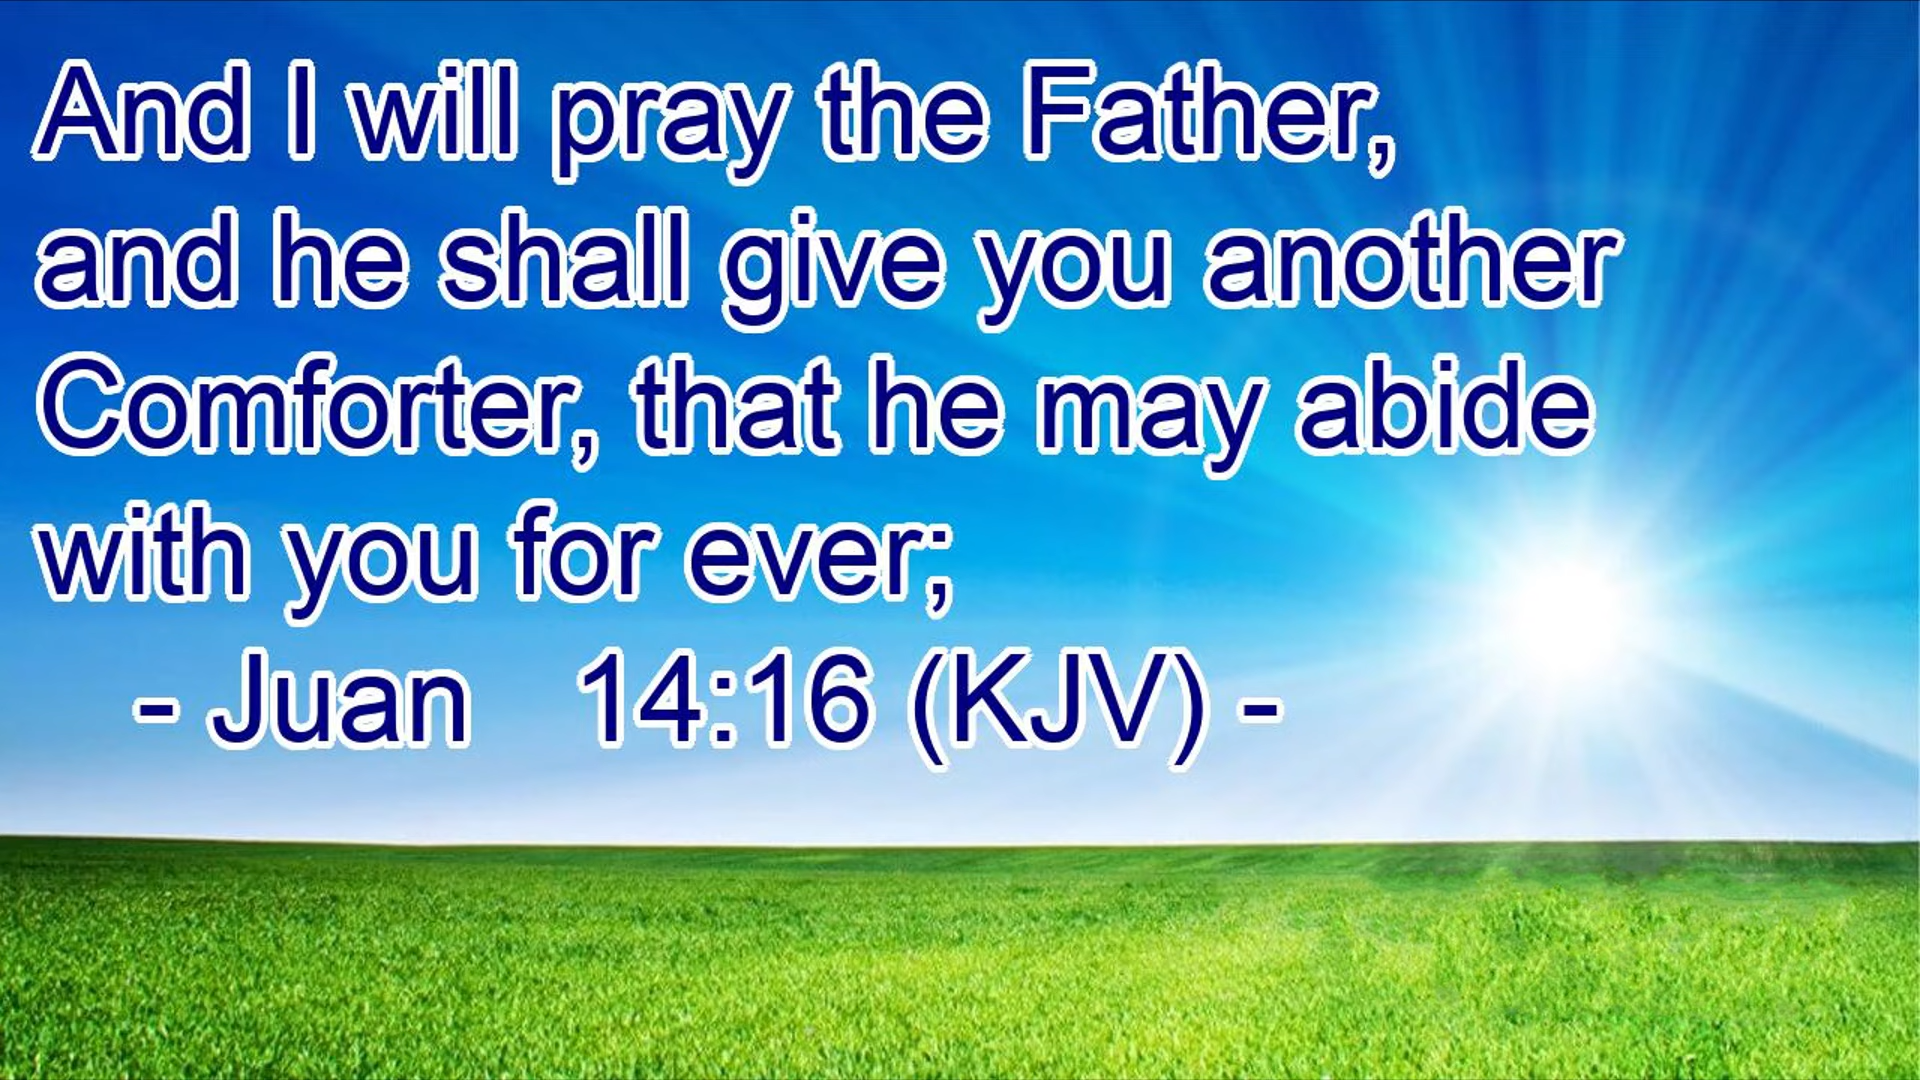 And I will pray the Father,
and he shall give you another
Comforter, that he may abide
with you for ever;
- Juan 14:16 (KJV) -